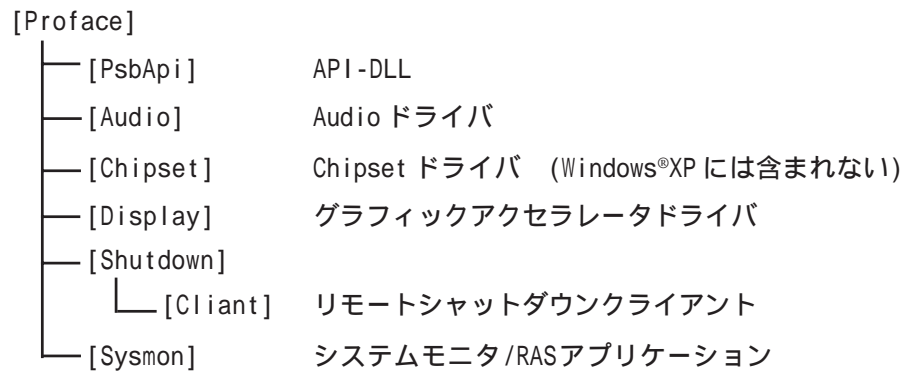 [Proface]
[PsbApi] API-DLL
[Audio] Audio ドライバ
[Chipset] Chipset ドライバ (Windows®XP には含まれない)
[Display] グラフィックアクセラレータドライバ
[Shutdown]
[Cliant] リモートシャットダウンクライアント
[Sysmon] システムモニタ/RASアプリケーション